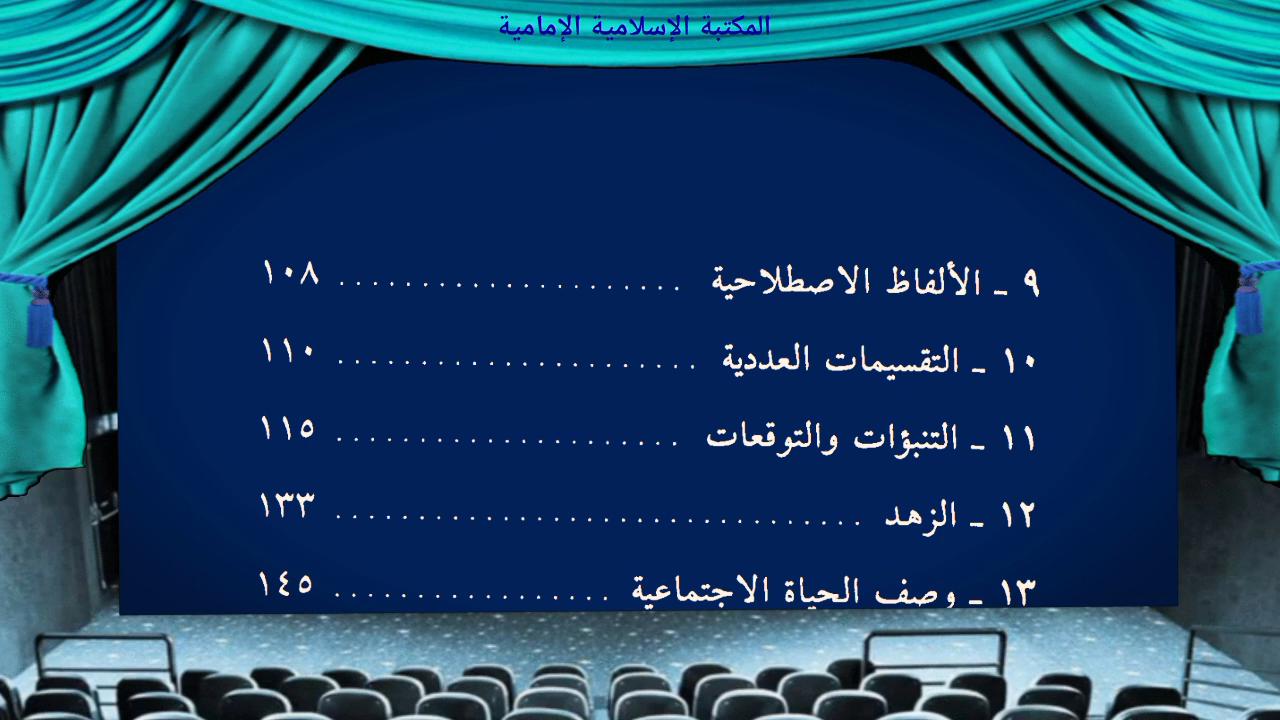 المكتبة الإسلامية الإمامية
٩ ـ الألفاظ الاصطلاحية ..................... ١٠٨
١٠ ـ التقسيمات العددية ...................... ١١٠
١١ ـ التنبؤات والتوقعات ..................... ١١٥
١٢ ـ الزهد ................................ ١٣٣
١٣ ـ وصف الحياة الاجتماعية ................. ١٤٥